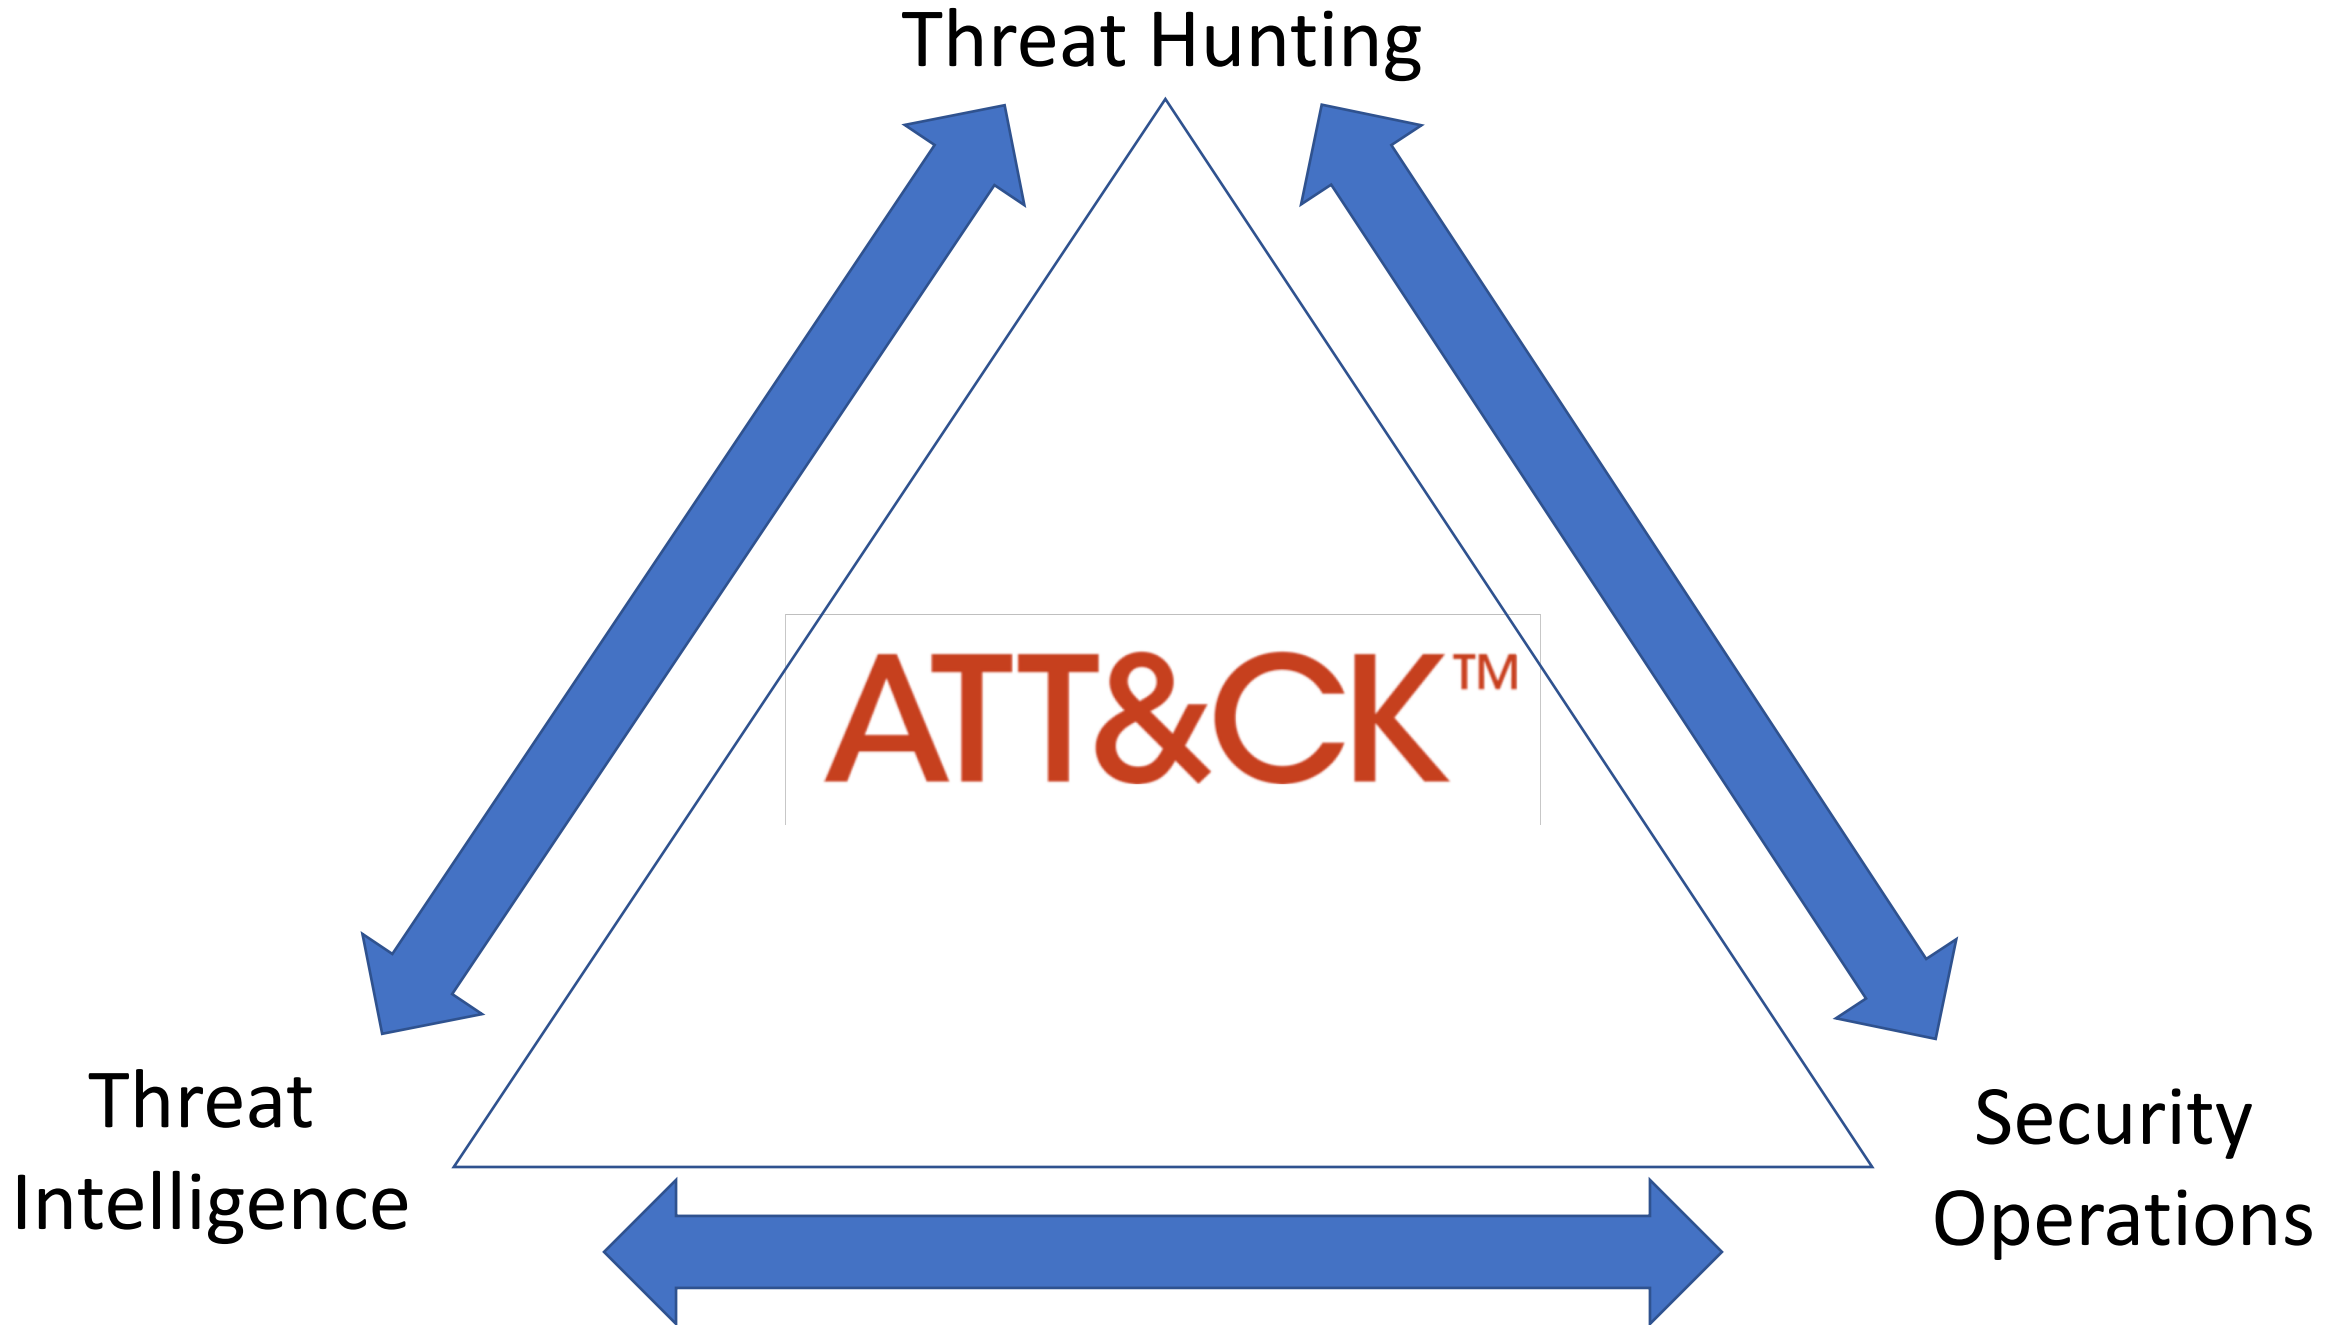 Threat Hunting
ATT&CK™
Threat
Intelligence
Security
Operations